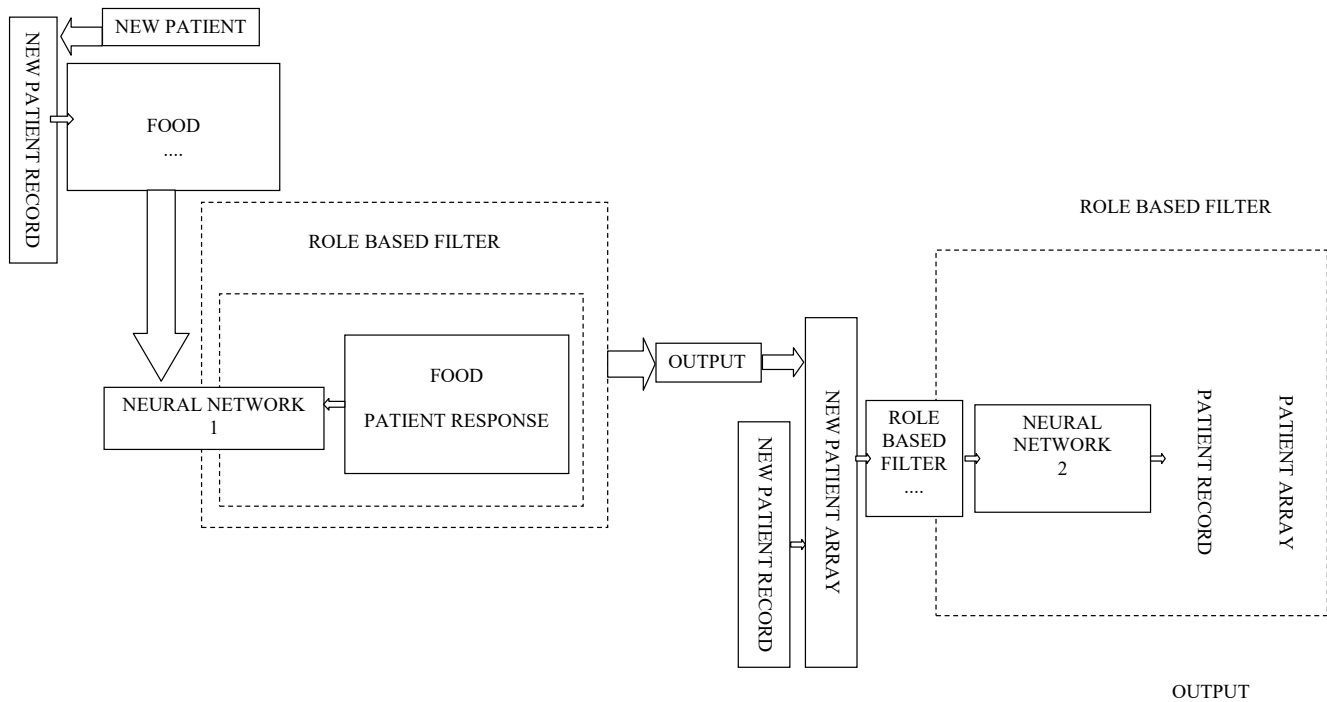 NEW PATIENT
NEW PATIENT RECORD
FOOD
....
ROLE BASED FILTER
FOOD
PATIENT RESPONSE
NEURAL NETWORK
1
OUTPUT
NEW PATIENT RECORD
NEW PATIENT ARRAY
ROLE
BASED
FILTER
....
ROLE BASED FILTER
NEURAL
NETWORK
2
PATIENT RECORD
PATIENT ARRAY
OUTPUT